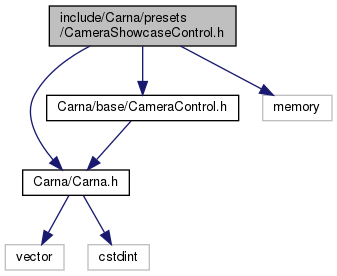 include/Carna/presets
/CameraShowcaseControl.h
Carna/base/CameraControl.h
memory
Carna/Carna.h
vector
cstdint